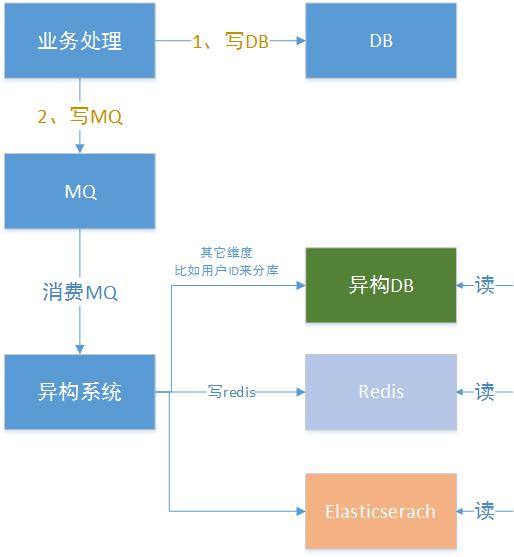 业务处理
1、写DB
DB
2、写MQ
MQ
消费MQ
其它维度
比如用户ID来分库
异构DB
读
异构系统
写redis
Redis
读
Elasticserach
读